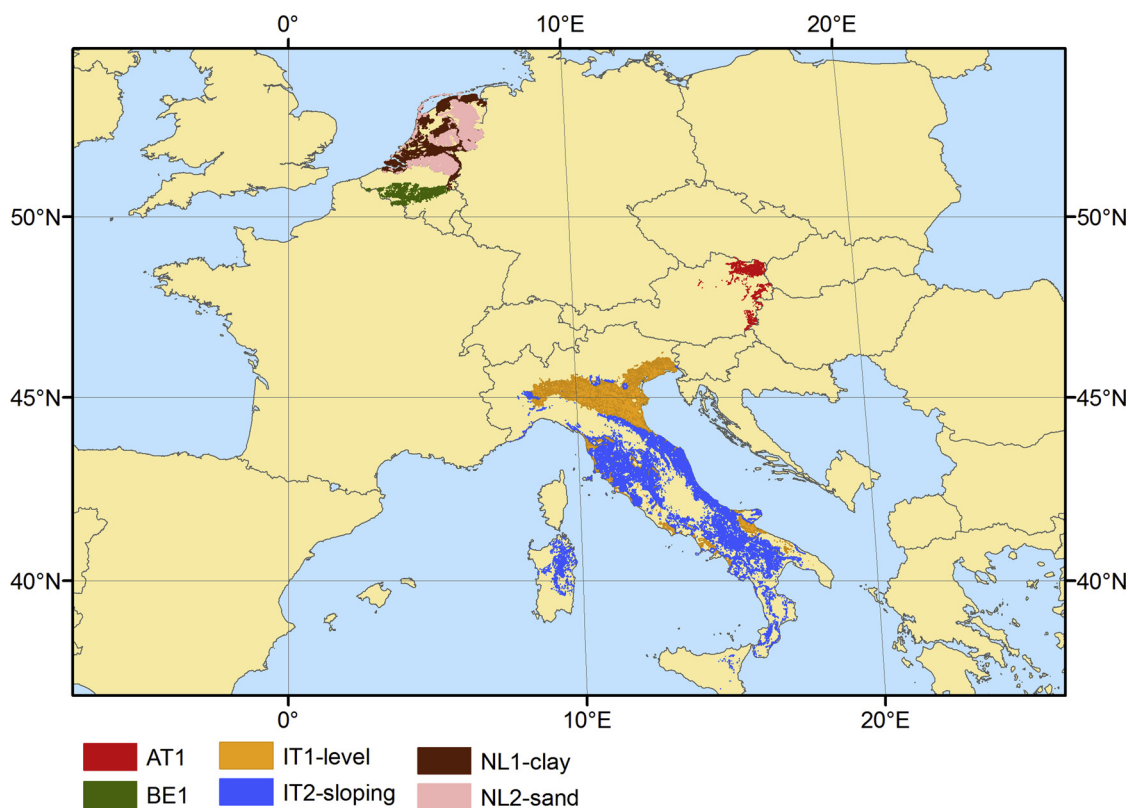 0° 10°E 20°E
50°N 50°N
45°N 45°N
40°N 40°N
0° 10°E 20°E
AT1 IT1-level NL1-clay
BE1 IT2-sloping NL2-sand